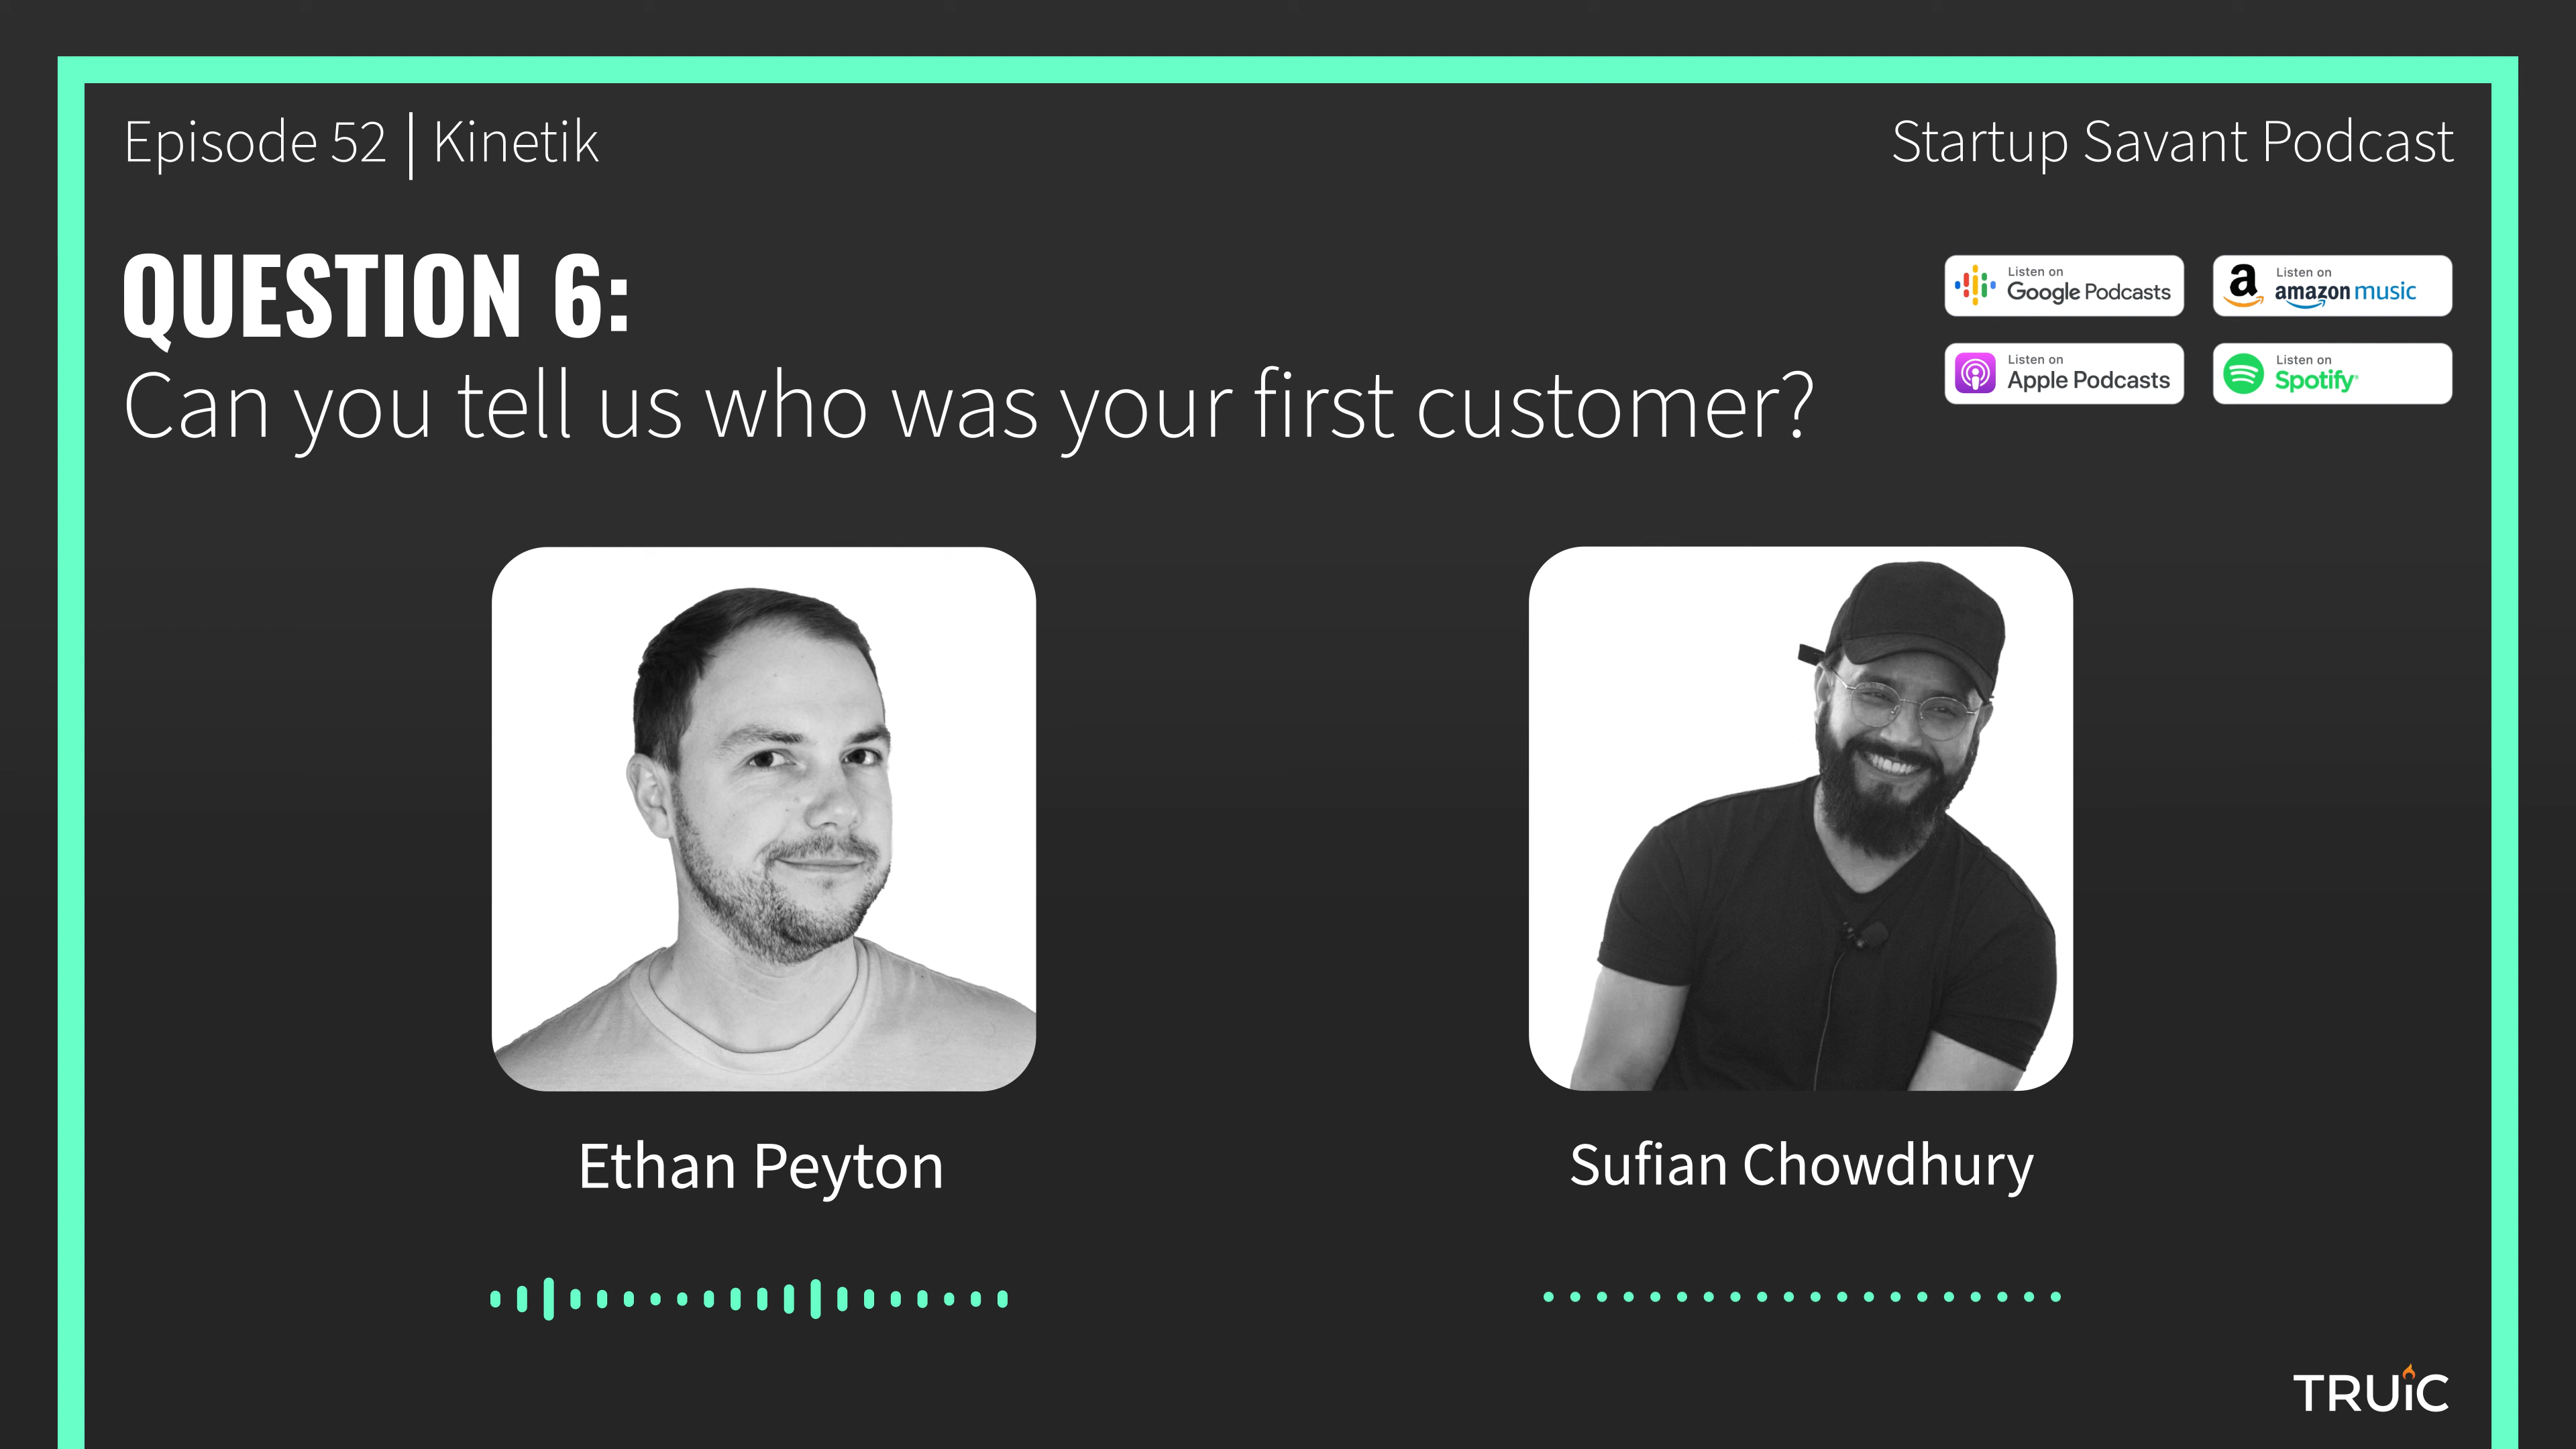 Episode 52 | Kinetik
Startup Savant Podcast
QUESTION 6:
Can you tell us who was your first customer?
Listen on
Google Podcasts
a
Listen on
amazon music
Listen on
Apple Podcasts
Listen on
Spotify
Ethan Peyton
Sufian Chowdhury
TRUiC